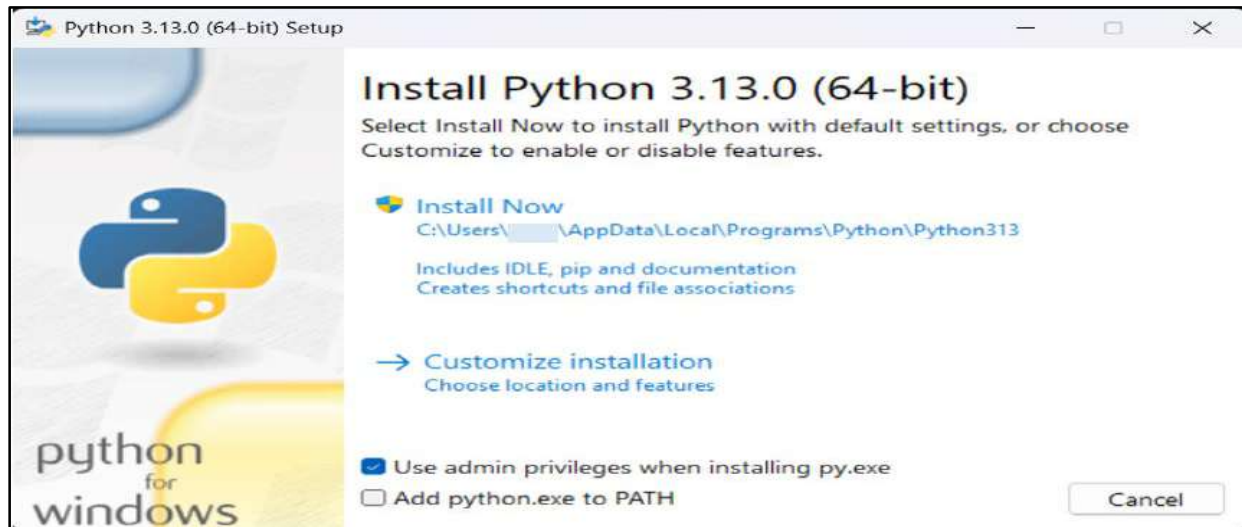 Python 3.13.0 (64-bit) Setup
Install Python 3.13.0 (64-bit)
Select Install Now to install Python with default settings, or choose
Customize to enable or disable features.
Install Now
C:\Users\ \AppData\Local\Programs\Python\Python313
Includes IDLE, pip and documentation
Creates shortcuts and file associations
Customize installation
Choose location and features
Use admin privileges when installing py.exe
Add python.exe to PATH
Cancel
python
for
windows